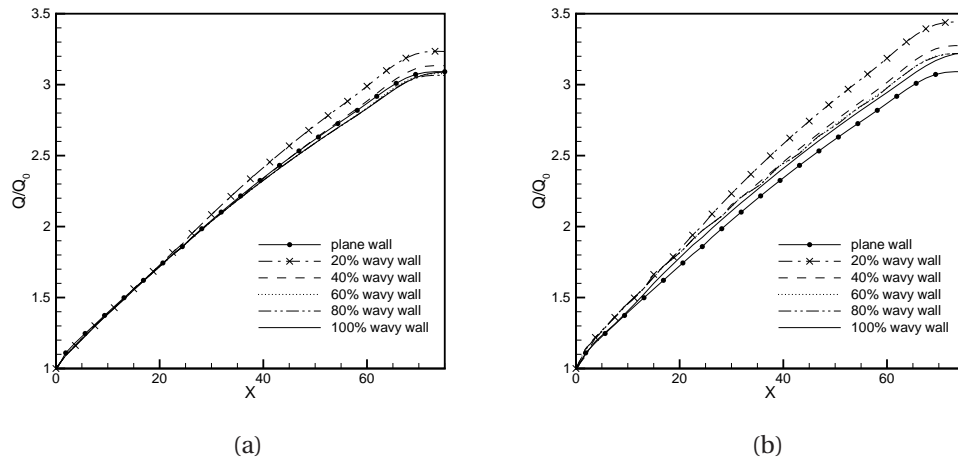 3.5
3
2.5
2
1.5
1
Q/Q0
0
20
40
60
X
plane wall
20% wavy wall
40% wavy wall
60% wavy wall
80% wavy wall
100% wavy wall
(a)
3.5
3
2.5
2
1.5
1
Q/Q0
0
20
40
60
X
plane wall
20% wavy wall
40% wavy wall
60% wavy wall
80% wavy wall
100% wavy wall
(b)